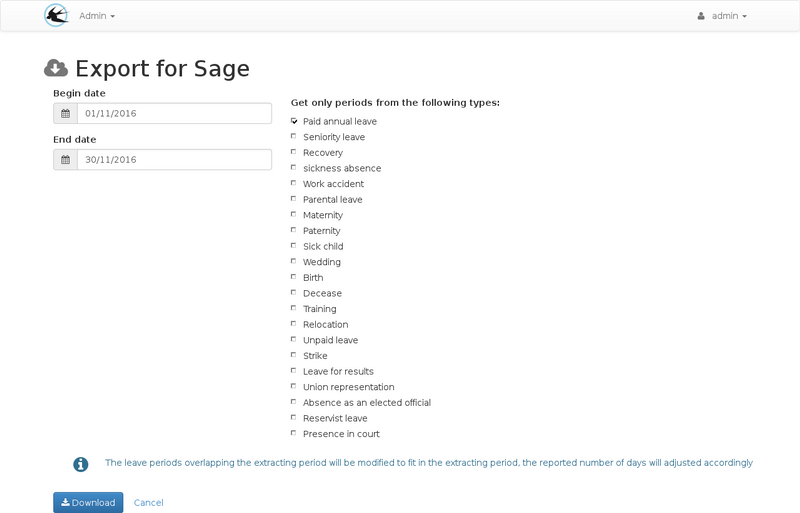 Admin
admin
Export for Sage
Begin date
01/11/2016
End date
30/11/2016
Get only periods from the following types:
Paid annual leave
Seniority leave
Recovery
sickness absence
Work accident
Parental leave
Maternity
Paternity
Sick child
Wedding
Birth
Decease
Training
Relocation
Unpaid leave
Strike
Leave for results
Union representation
Absence as an elected official
Reservist leave
Presence in court
The leave periods overlapping the extracting period will be modified to fit in the extracting period, the reported number of days will adjusted accordingly
Download Cancel